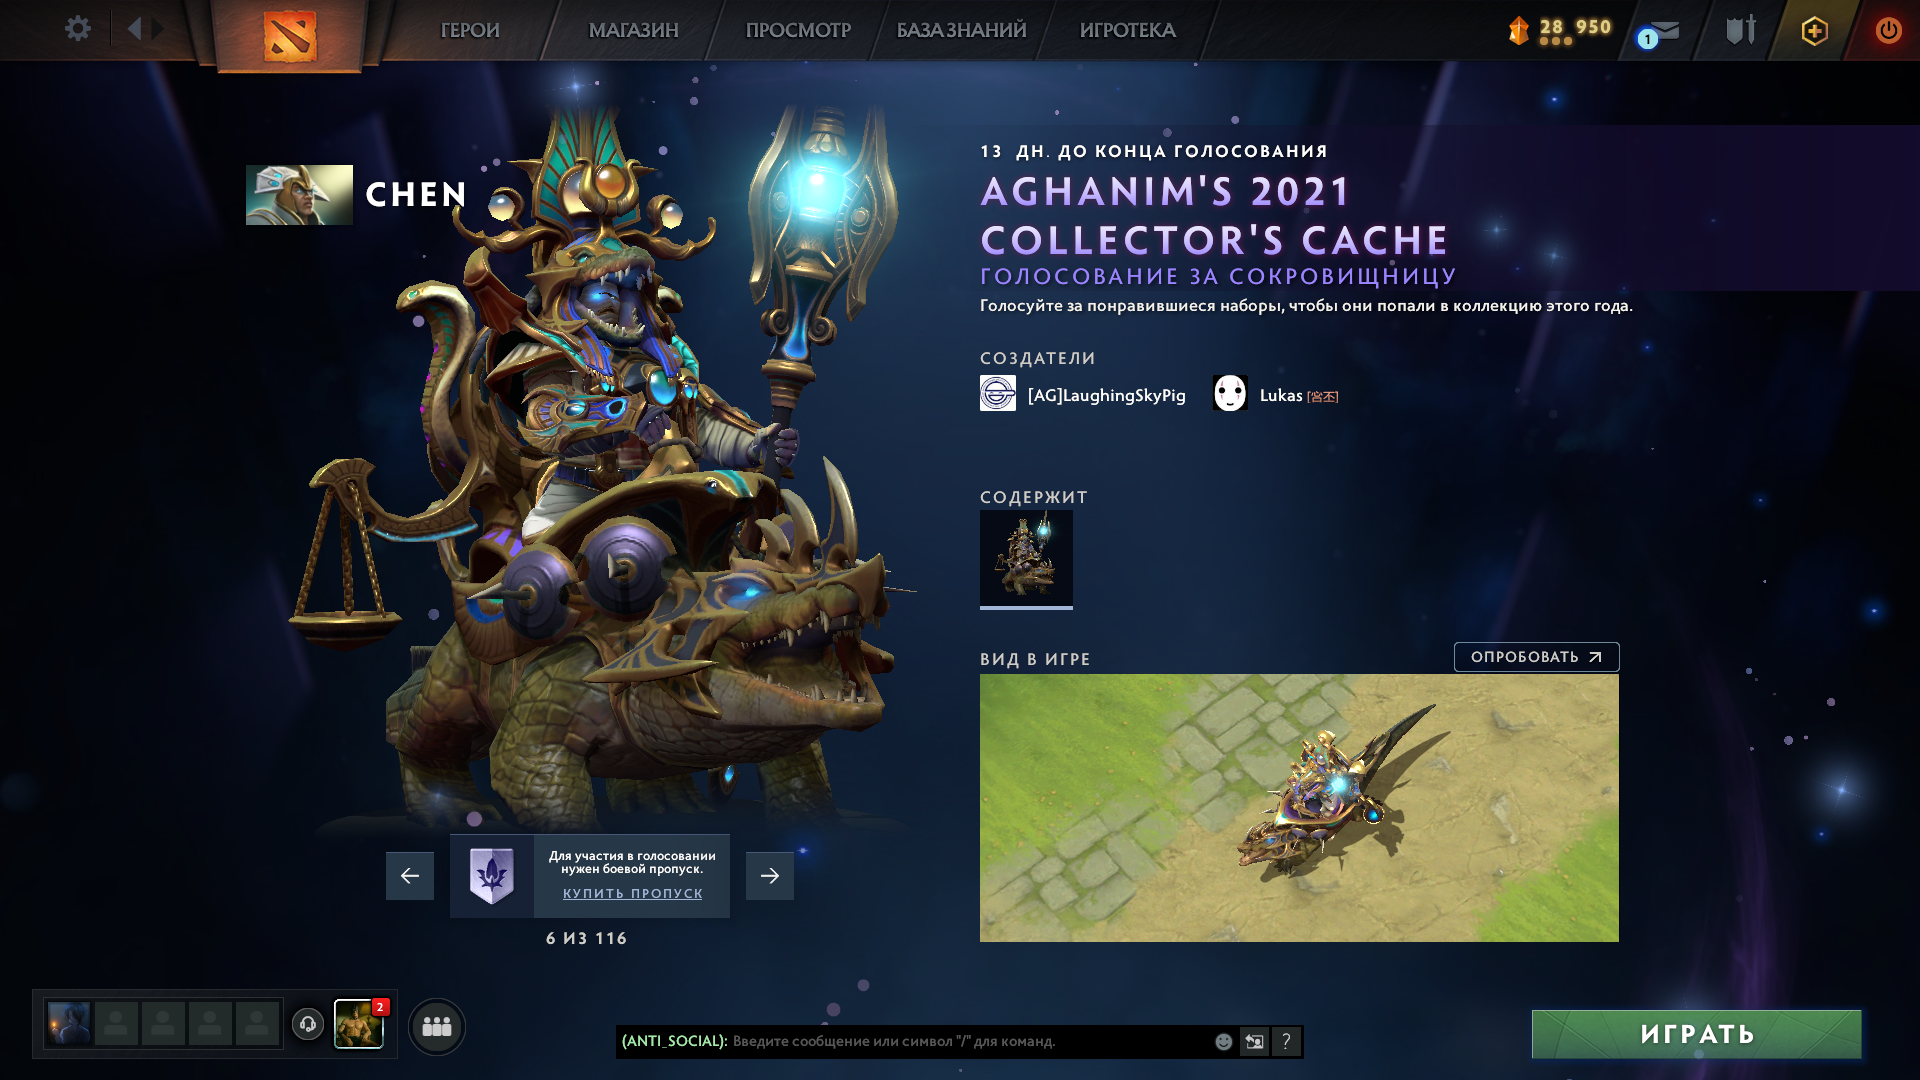 ГЕРОИ
МАГАЗИН
ПРОСМОТР
БАЗА ЗНАНИЙ
ИГРОТЕКА
28 950
1
CHEN
13 ДН. ДО КОНЦА ГОЛОСОВАНИЯ
AGHANIM'S 2021
COLLECTOR'S CACHE
ГОЛОСОВАНИЕ ЗА СОКРОВИЩНИЦУ
Голосуйте за понравившиеся наборы, чтобы они попали в коллекцию этого года.
СОЗДАТЕЛИ
[AG]LaughingSkyPig
Lukas [宮丕]
СОДЕРЖИТ
ВИД В ИГРЕ
ОПРОБОВАТЬ
Для участия в голосовании
нужен боевой пропуск.
КУПИТЬ ПРОПУСК
6 ИЗ 116
2
(ANTI_SOCIAL): Введите сообщение или символ "/" для команд.
?
ИГРАТЬ